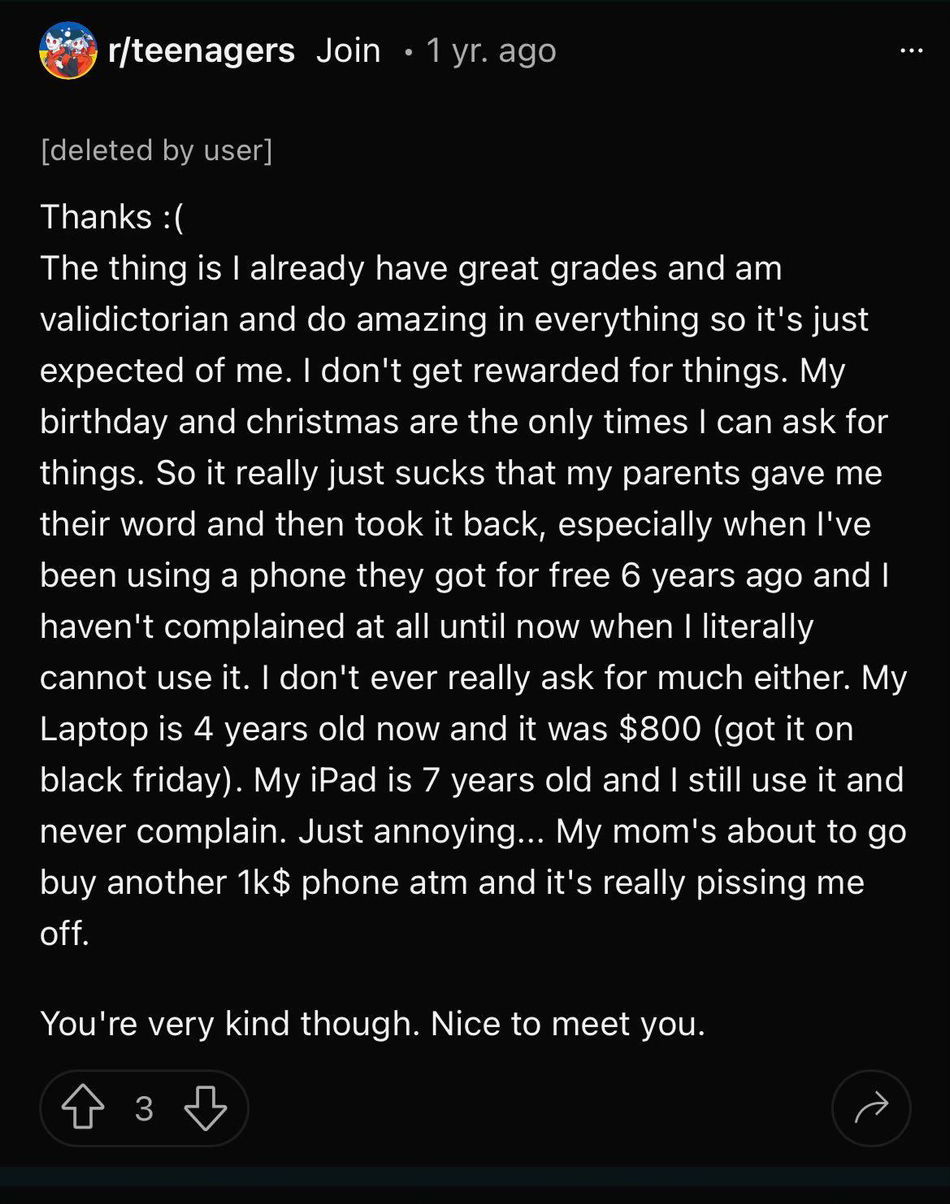 r/teenagers Join • 1 yr. ago ...
[deleted by user]
Thanks :(
The thing is I already have great grades and am
validictorian and do amazing in everything so it's just
expected of me. I don't get rewarded for things. My
birthday and christmas are the only times I can ask for
things. So it really just sucks that my parents gave me
their word and then took it back, especially when I've
been using a phone they got for free 6 years ago and I
haven't complained at all until now when I literally
cannot use it. I don't ever really ask for much either. My
Laptop is 4 years old now and it was $800 (got it on
black friday). My iPad is 7 years old and I still use it and
never complain. Just annoying... My mom's about to go
buy another 1k$ phone atm and it's really pissing me
off.
You're very kind though. Nice to meet you.
3